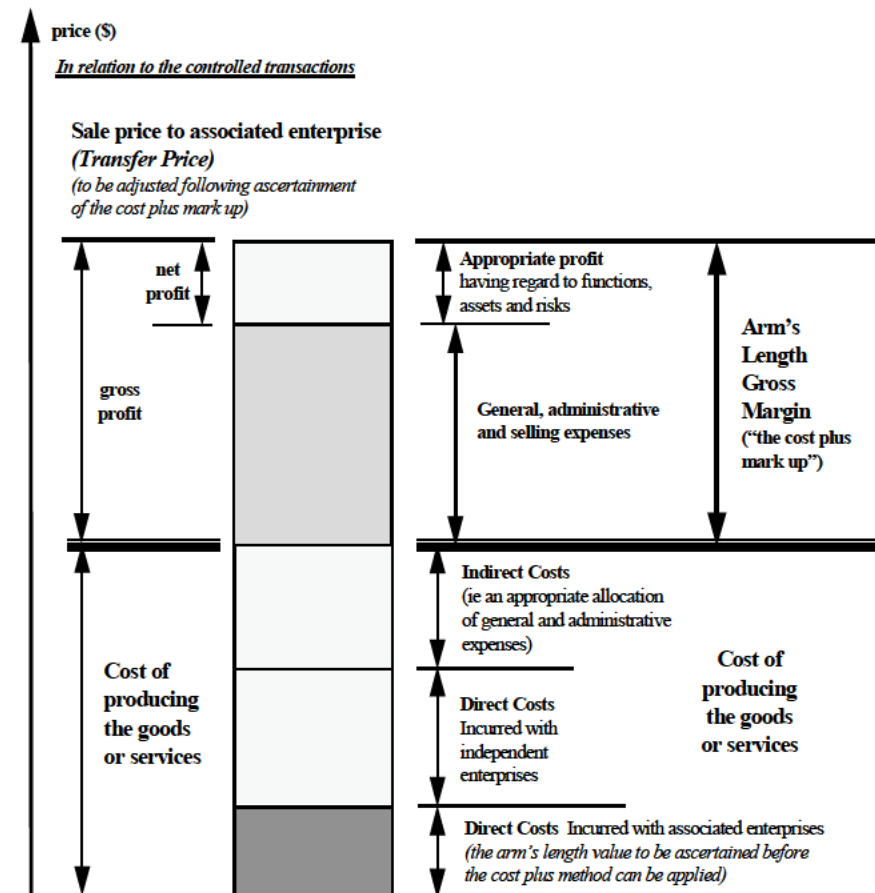 price ($)
In relation to the controlled transactions
Sale price to associated enterprise
(Transfer Price)
(to be adjusted following ascertainment
of the cost plus mark up)
net
profit
gross
profit
Appropriate profit
having regard to functions,
assets and risks
General, administrative
and selling expenses
Arm's
Length
Gross
Margin
("the cost plus
mark up")
Cost of
producing
the goods
or services
Indirect Costs
(ie an appropriate allocation
of general and administrative
expenses)
Direct Costs
Incurred with
independent
enterprises
Cost of
producing
the goods
or services
Direct Costs Incurred with associated enterprises
(the arm's length value to be ascertained before
the cost plus method can be applied)